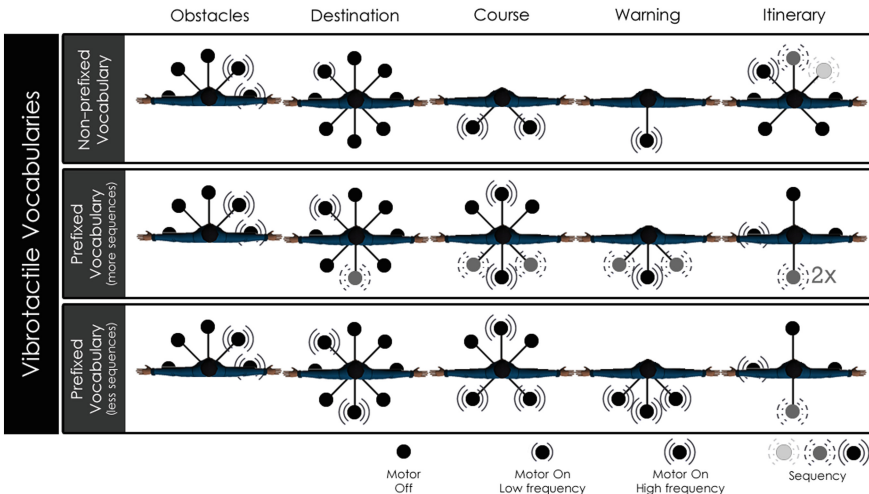 Obstacles
Destination
Course
Warning
Itinerary
Vibrotactile Vocabularies
Non-prefixed
Vocabulary
Prefixed
Vocabulary
(more sequences)
2x
Prefixed
Vocabulary
(less sequences)
Motor
Off
Motor On
Low frequency
Motor On
High frequency
Sequency